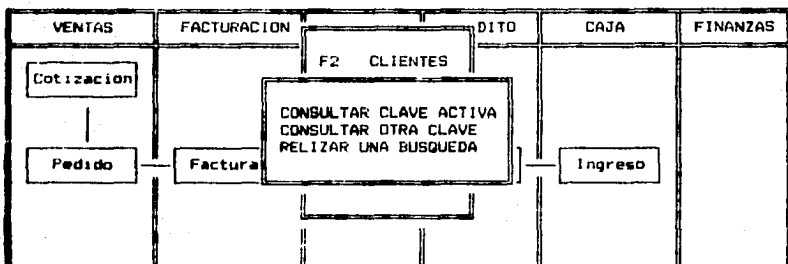 VENTAS FACTURACION DITO CAJA FINANZAS
F2 CLIENTES
Cotizacion
CONSULTAR CLAVE ACTIVA
CONSULTAR OTRA CLAVE
RELIZAR UNA BUSQUEDA
Pedido Factura Ingreso